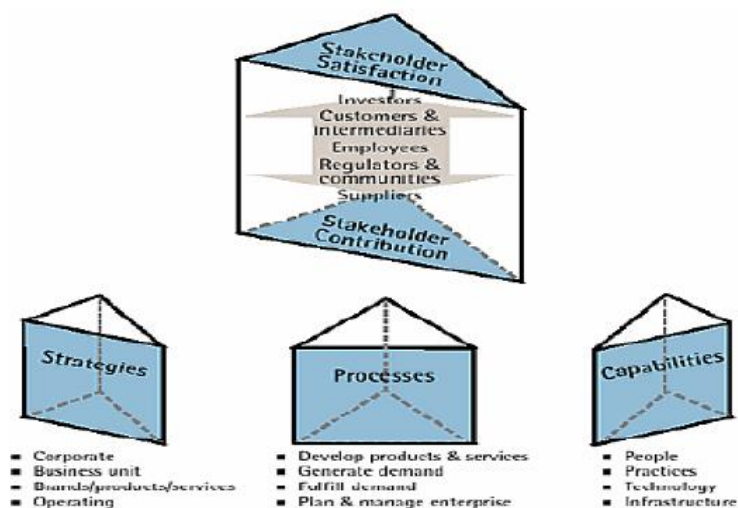 Stakeholder
Satisfaction
Investors
Customers &
intermediaries
Employees
Regulators &
communities
Suppliers
Stakeholder
Contribution
Strategies
Processes
Capabilities
▪ Corporate
▪ Business unit
▪ Brands/products/services
▪ Operating
▪ Develop products & services
▪ Generate demand
▪ Fulfill demand
▪ Plan & manage enterprise
▪ People
▪ Practices
▪ Technology
▪ Infrastructure